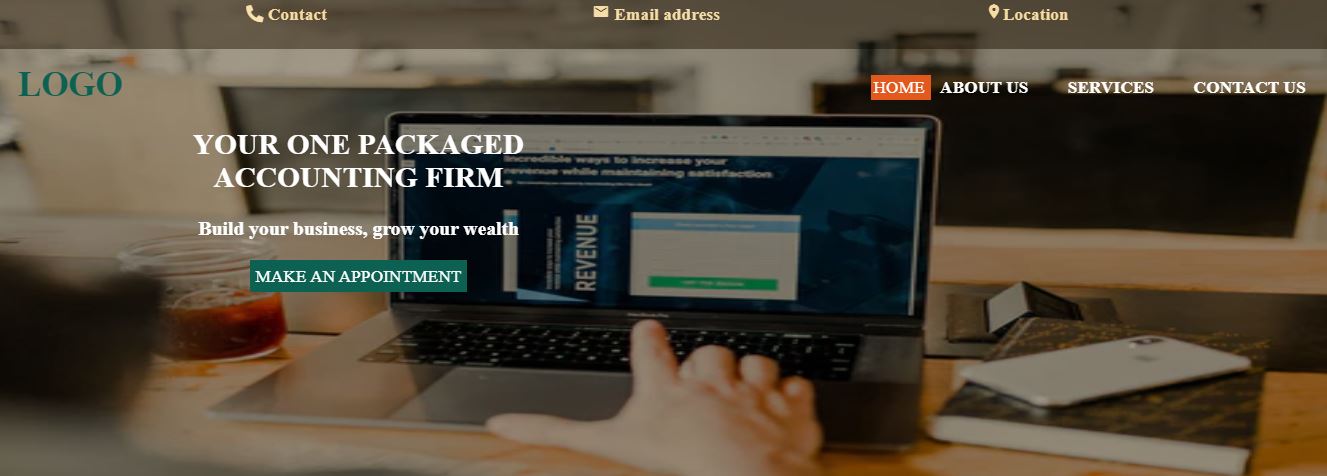 Contact
Email address
Location
LOGO
HOME
ABOUT US
SERVICES
CONTACT US
YOUR ONE PACKAGED
ACCOUNTING FIRM
Build your business, grow your wealth
MAKE AN APPOINTMENT
Incredible ways to increase your
revenue while maintaining satisfaction
REVENUE